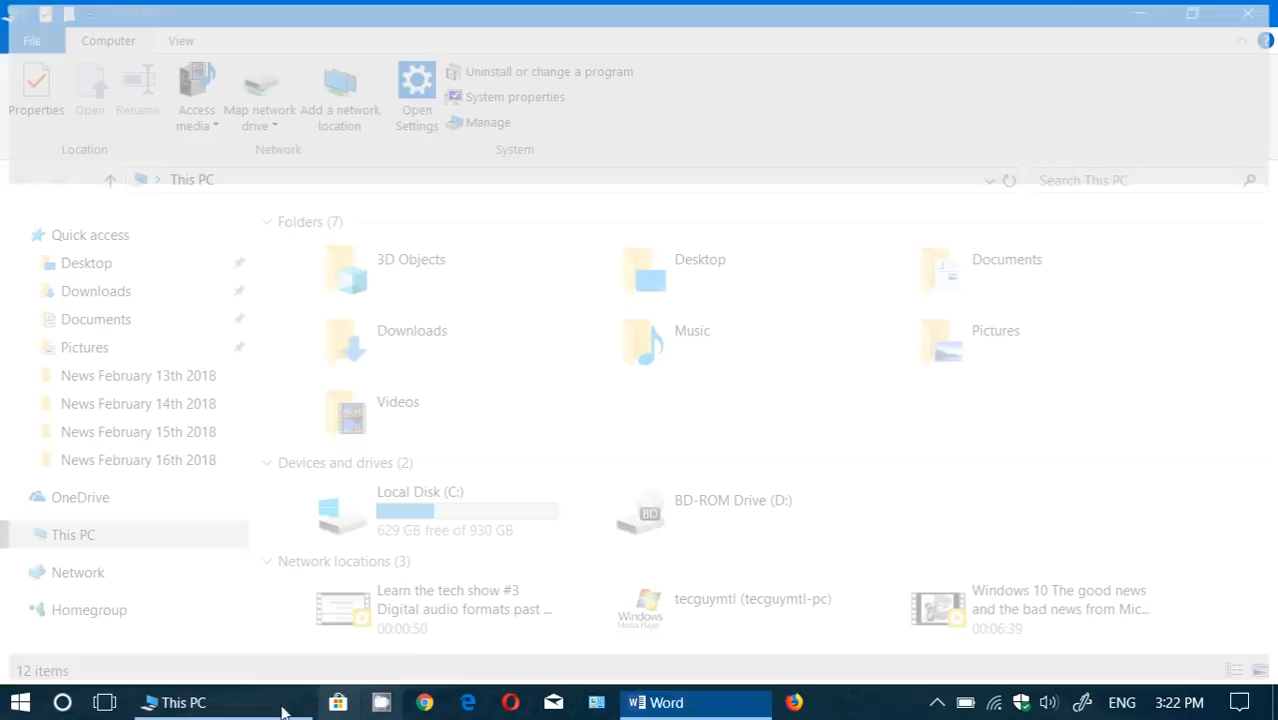 File Computer View
Uninstall or change a program
System properties
Manage
Properties Open Rename Access media Map network drive Add a network location Open Settings
Location Network System
This PC Search This PC
Quick access
Desktop
Downloads
Documents
Pictures
News February 13th 2018
News February 14th 2018
News February 15th 2018
News February 16th 2018
OneDrive
This PC
Network
Homegroup
Folders (7)
3D Objects Desktop Documents
Downloads Music Pictures
Videos
Devices and drives (2)
Local Disk (C:)
629 GB free of 930 GB
BD-ROM Drive (D:)
BD
Network locations (3)
Learn the tech show #3
Digital audio formats past ...
00:00:50
Windows
Media Player
tecguymtl (tecguymtl-pc)
Windows 10 The good news
and the bad news from Mic...
00:06:39
12 items
This PC Word ENG 3:22 PM